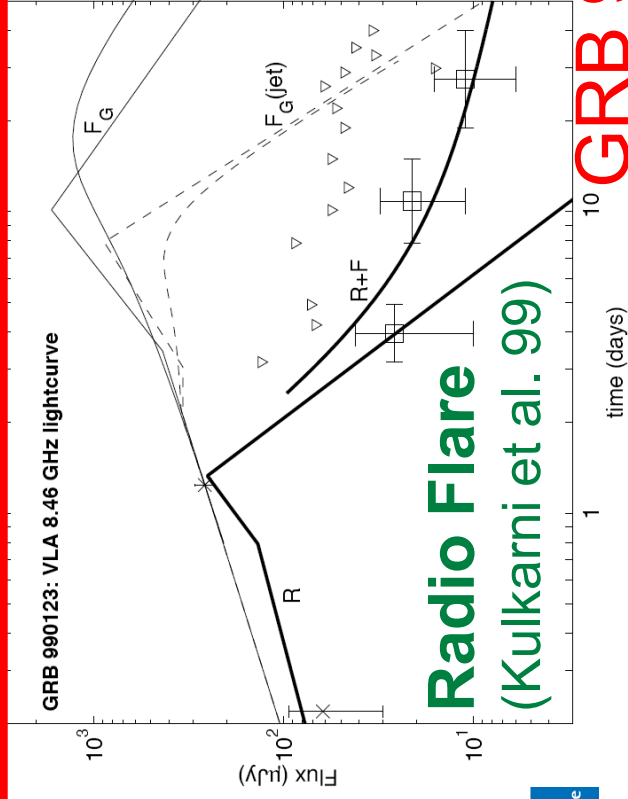 GRB 990123: VLA 8.46 GHz lightcurve
F_G
F_G(jet)
R+F
R
10^3
10^2
10^1
Flux (μJy)
1
10
time (days)
Radio Flare
(Kulkarni et al. 99)
GRB
e